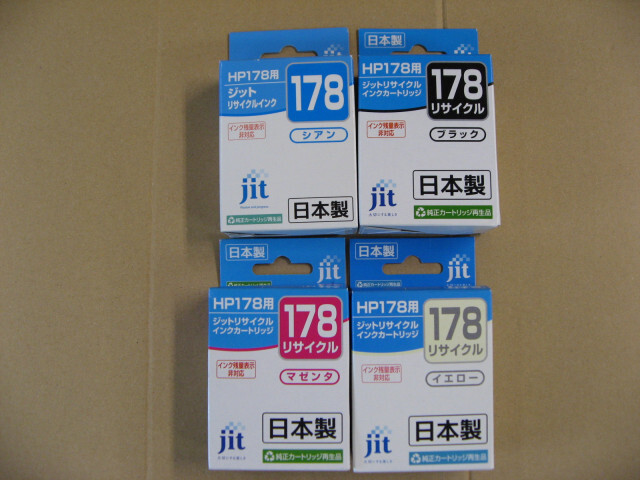 HP178用
ジット
リサイクルインク
178
シアン
インク残量表示
非対応
jit
日本製
純正カートリッジ再生品
日本製
HP178用
ジットリサイクル
インクカートリッジ
178
リサイクル
ブラック
インク残量表示
非対応
jit
日本製
純正カートリッジ再生品
日本製
jit
HP178用
ジットリサイクル
インクカートリッジ
178
リサイクル
マゼンタ
インク残量表示
非対応
jit
日本製
純正カートリッジ再生品
日本製
jit
HP178用
ジットリサイクル
インクカートリッジ
178
リサイクル
イエロー
インク残量表示
非対応
jit
日本製
純正カートリッジ再生品